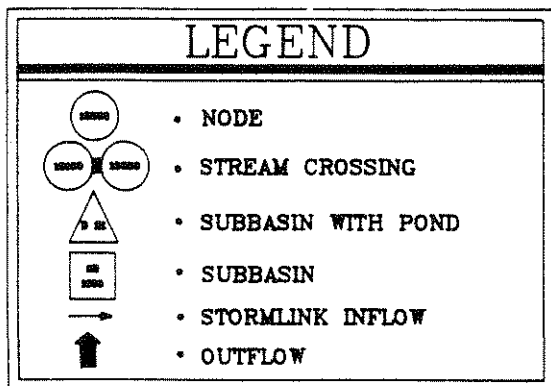 LEGEND
• NODE
• STREAM CROSSING
• SUBBASIN WITH POND
• SUBBASIN
• STORMLINK INFLOW
• OUTFLOW